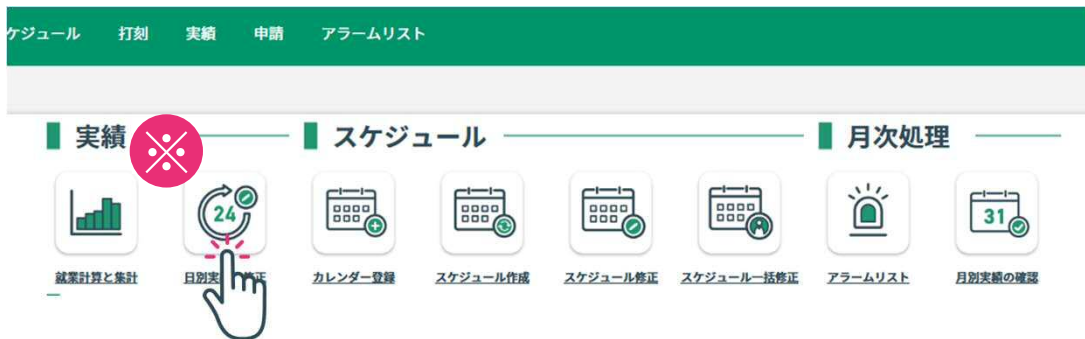 ケジュール 打刻 実績 申請 アラームリスト
実績 ※ スケジュール 月次処理
24
31
就業計算と集計 日別実 修正 カレンダー登録 スケジュール作成 スケジュール修正 スケジュール一括修正 アラームリスト 月別実績の確認